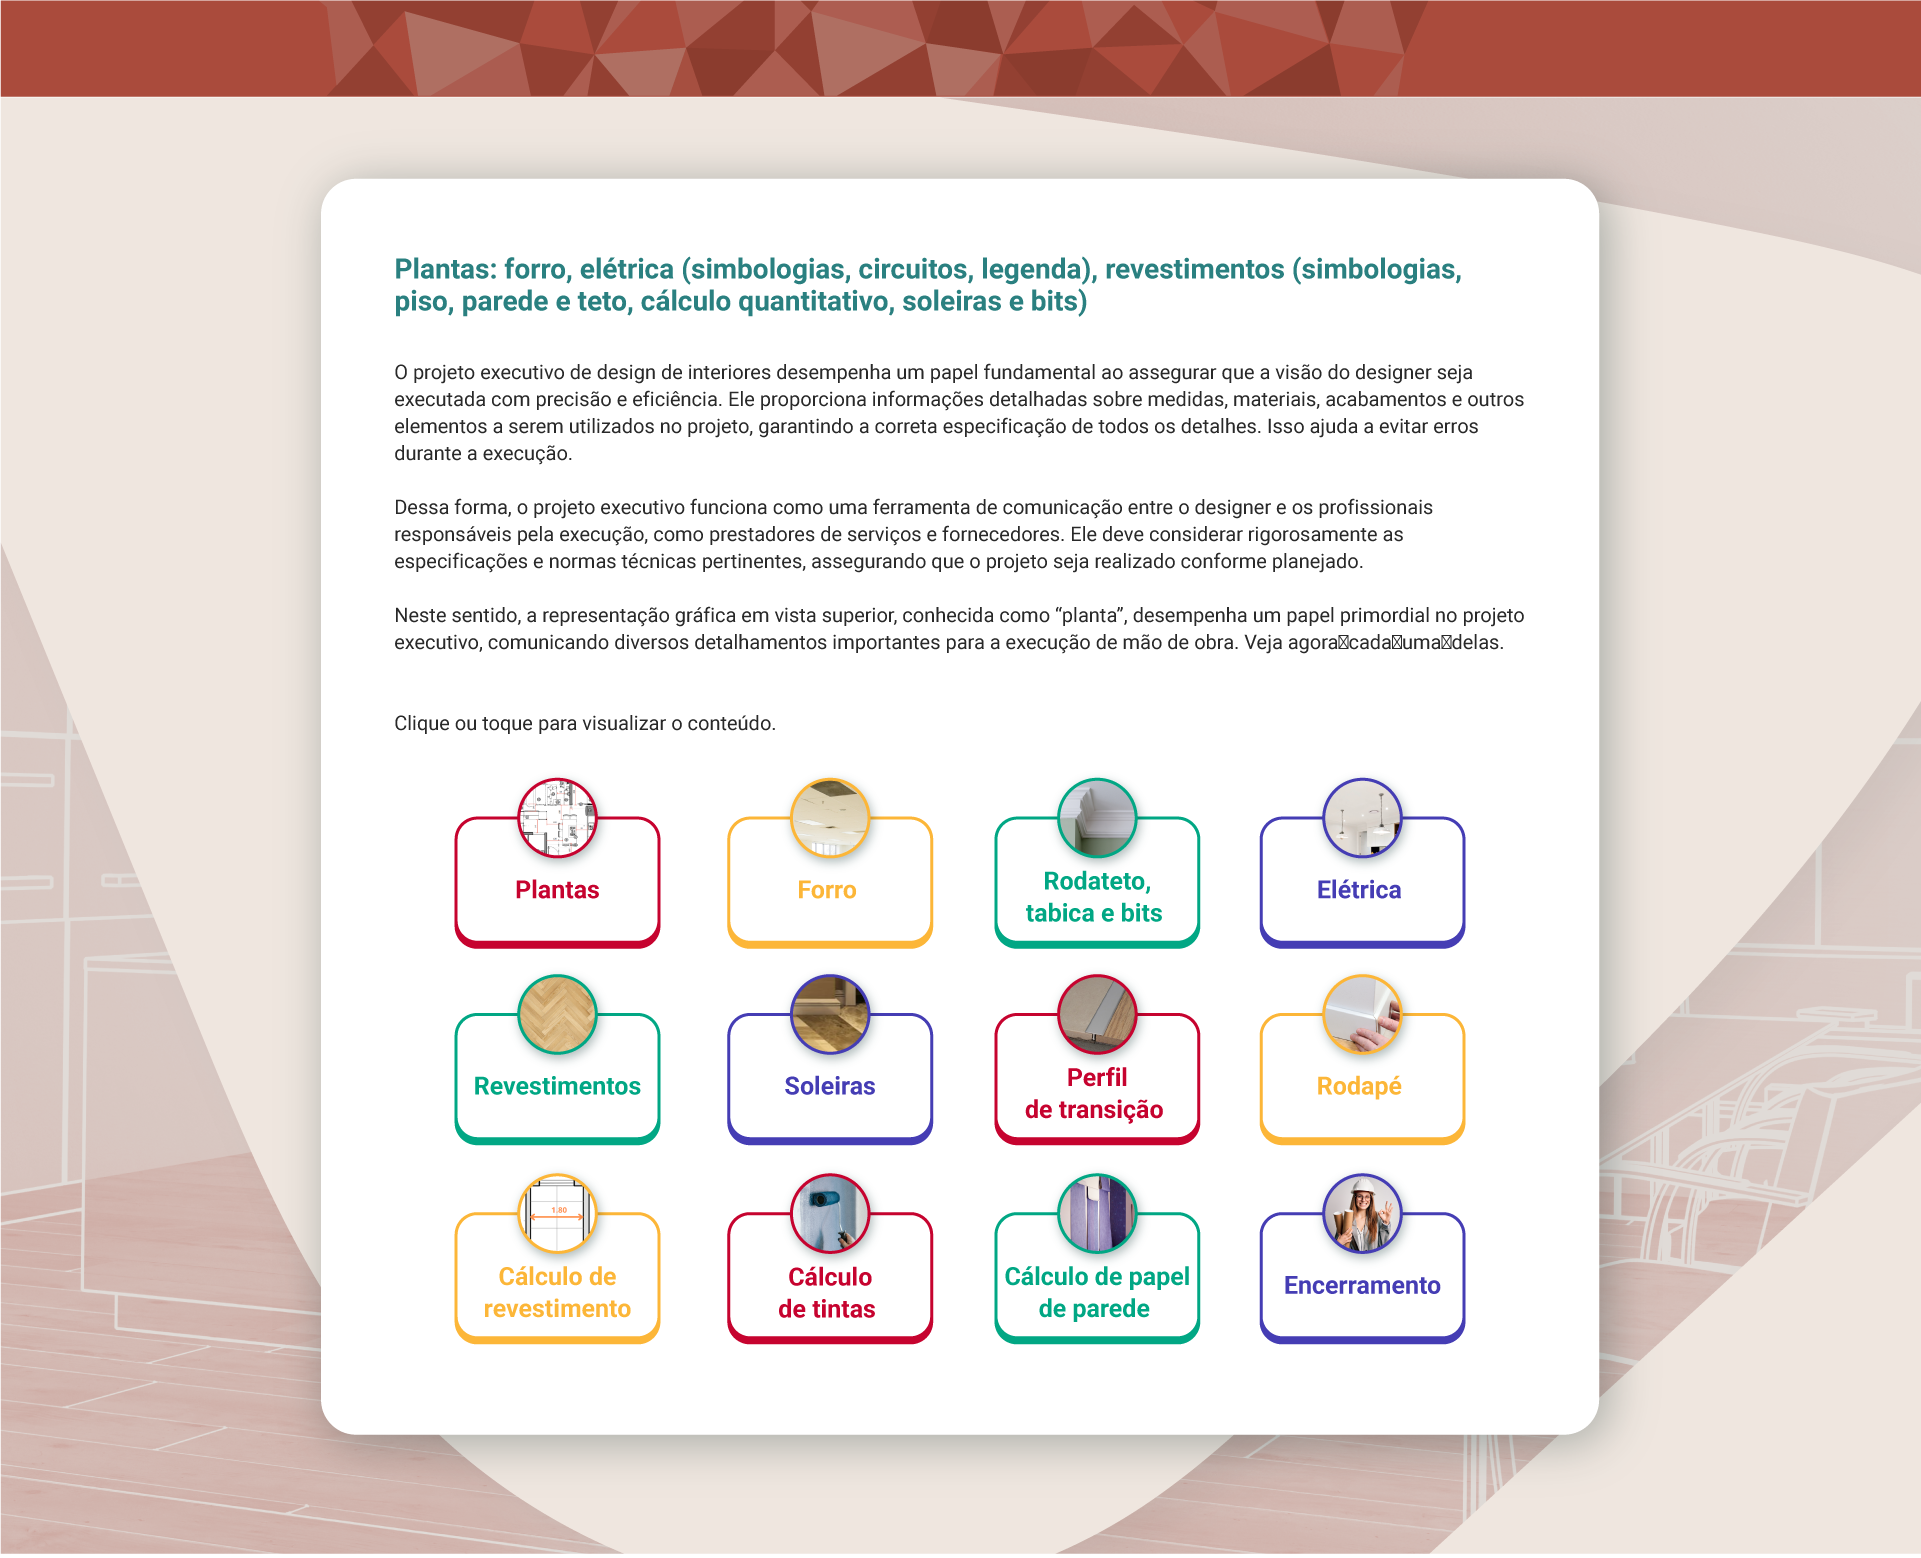 Plantas: forro, elétrica (simbologias, circuitos, legenda), revestimentos (simbologias,
piso, parede e teto, cálculo quantitativo, soleiras e bits)
O projeto executivo de design de interiores desempenha um papel fundamental ao assegurar que a visão do designer seja
executada com precisão e eficiência. Ele proporciona informações detalhadas sobre medidas, materiais, acabamentos e outros
elementos a serem utilizados no projeto, garantindo a correta especificação de todos os detalhes. Isso ajuda a evitar erros
durante a execução.
Dessa forma, o projeto executivo funciona como uma ferramenta de comunicação entre o designer e os profissionais
responsáveis pela execução, como prestadores de serviços e fornecedores. Ele deve considerar rigorosamente as
especificações e normas técnicas pertinentes, assegurando que o projeto seja realizado conforme planejado.
Neste sentido, a representação gráfica em vista superior, conhecida como “planta”, desempenha um papel primordial no projeto
executivo, comunicando diversos detalhamentos importantes para a execução de mão de obra. Veja agora cada uma delas.
Clique ou toque para visualizar o conteúdo.
Plantas
Forro
Rodateto,
tabica e bits
Elétrica
Revestimentos
Soleiras
Perfil
de transição
Rodapé
1,80
Cálculo de
revestimento
Cálculo
de tintas
Cálculo de papel
de parede
Encerramento